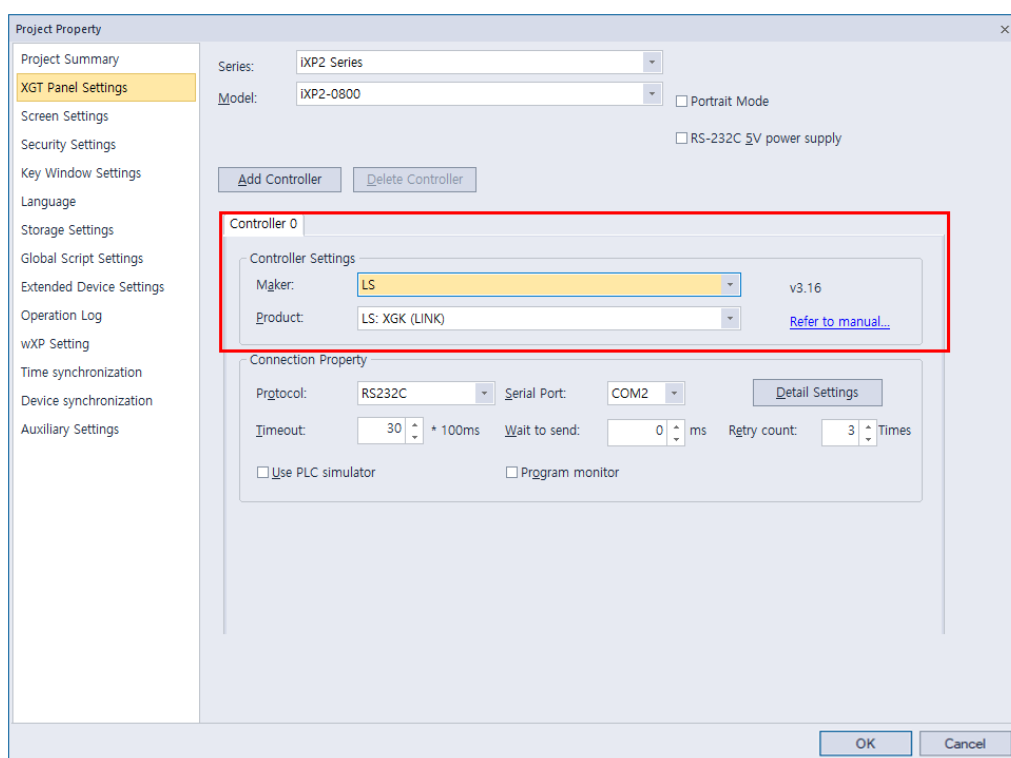 Project Property
Project Summary
XGT Panel Settings
Screen Settings
Security Settings
Key Window Settings
Language
Storage Settings
Global Script Settings
Extended Device Settings
Operation Log
wXP Setting
Time synchronization
Device synchronization
Auxiliary Settings
Series: iXP2 Series
Model: iXP2-0800
Portrait Mode
RS-232C 5V power supply
Add Controller Delete Controller
Controller 0
Controller Settings
Maker: LS v3.16
Product: LS: XGK (LINK) Refer to manual...
Connection Property
Protocol: RS232C Serial Port: COM2 Detail Settings
Timeout: 30 * 100ms Wait to send: 0 ms Retry count: 3 Times
Use PLC simulator Program monitor
OK Cancel